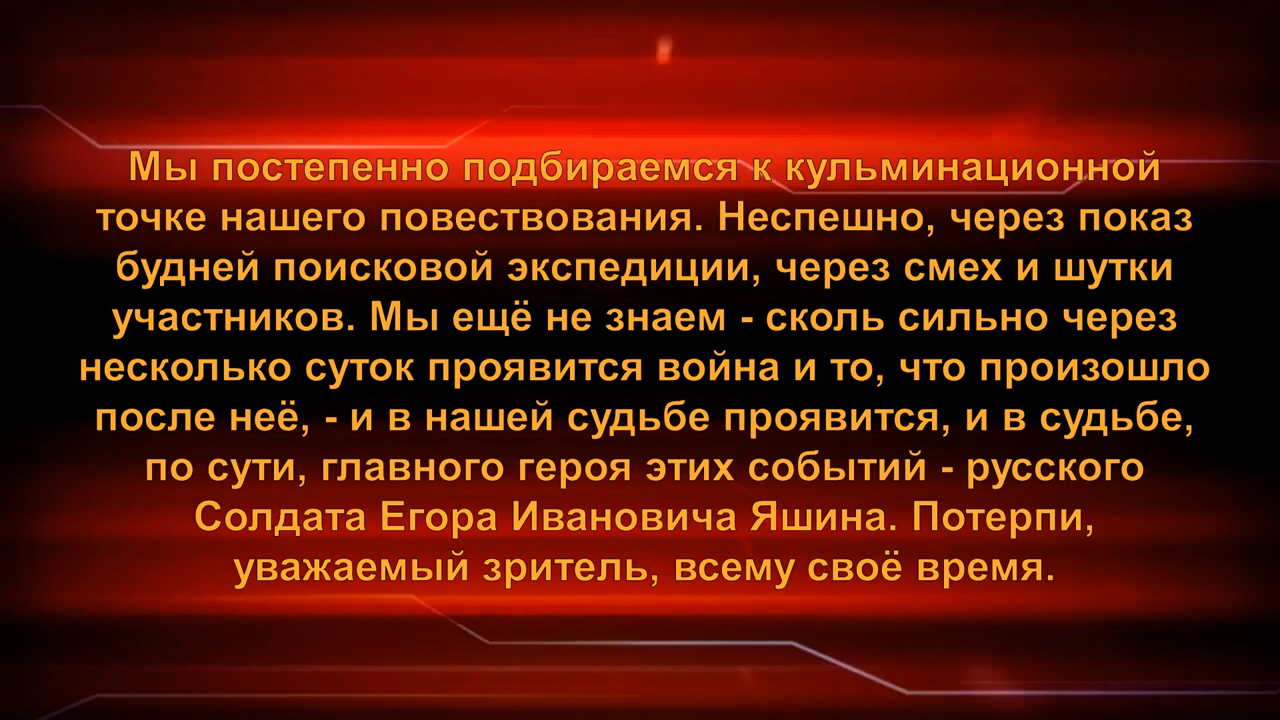 Мы постепенно подбираемся к кульминационной
точке нашего повествования. Неспешно, через показ
будней поисковой экспедиции, через смех и шутки
участников. Мы ещё не знаем - сколь сильно через
несколько суток проявится война и то, что произошло
после неё, - и в нашей судьбе проявится, и в судьбе,
по сути, главного героя этих событий - русского
Солдата Егора Ивановича Яшина. Потерпи,
уважаемый зритель, всему своё время.